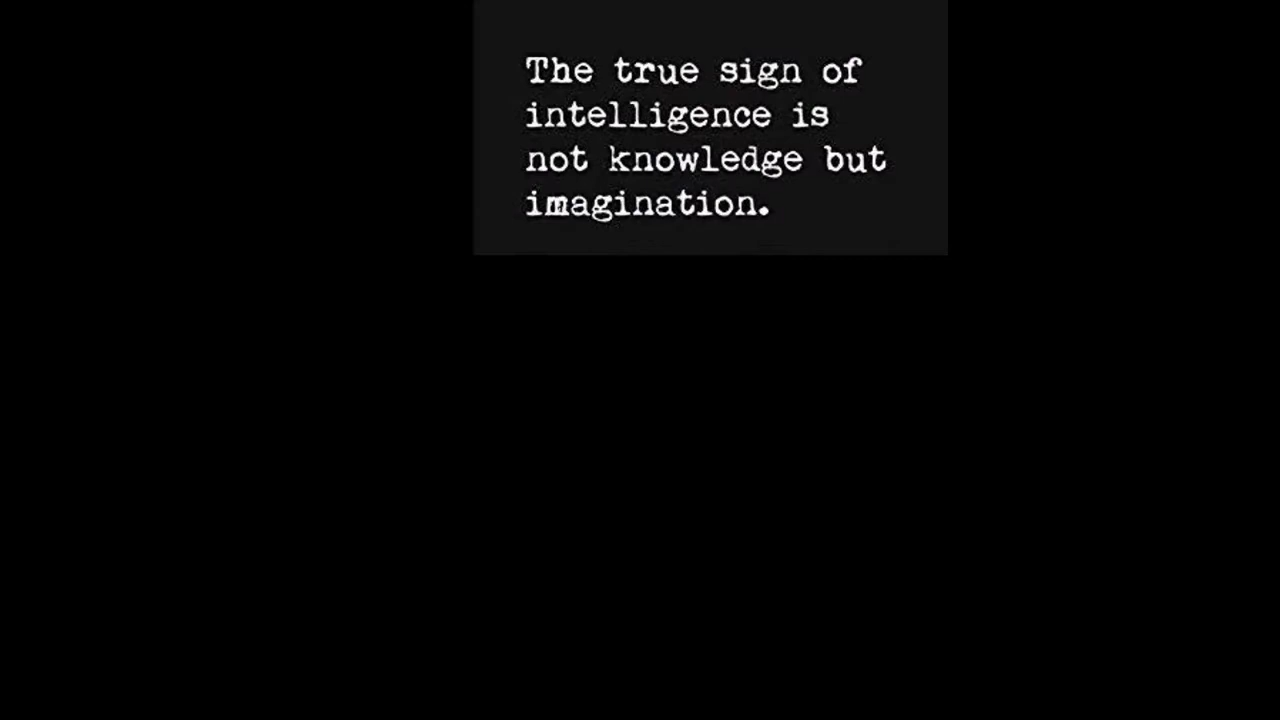 The true sign of
intelligence is
not knowledge but
imagination.